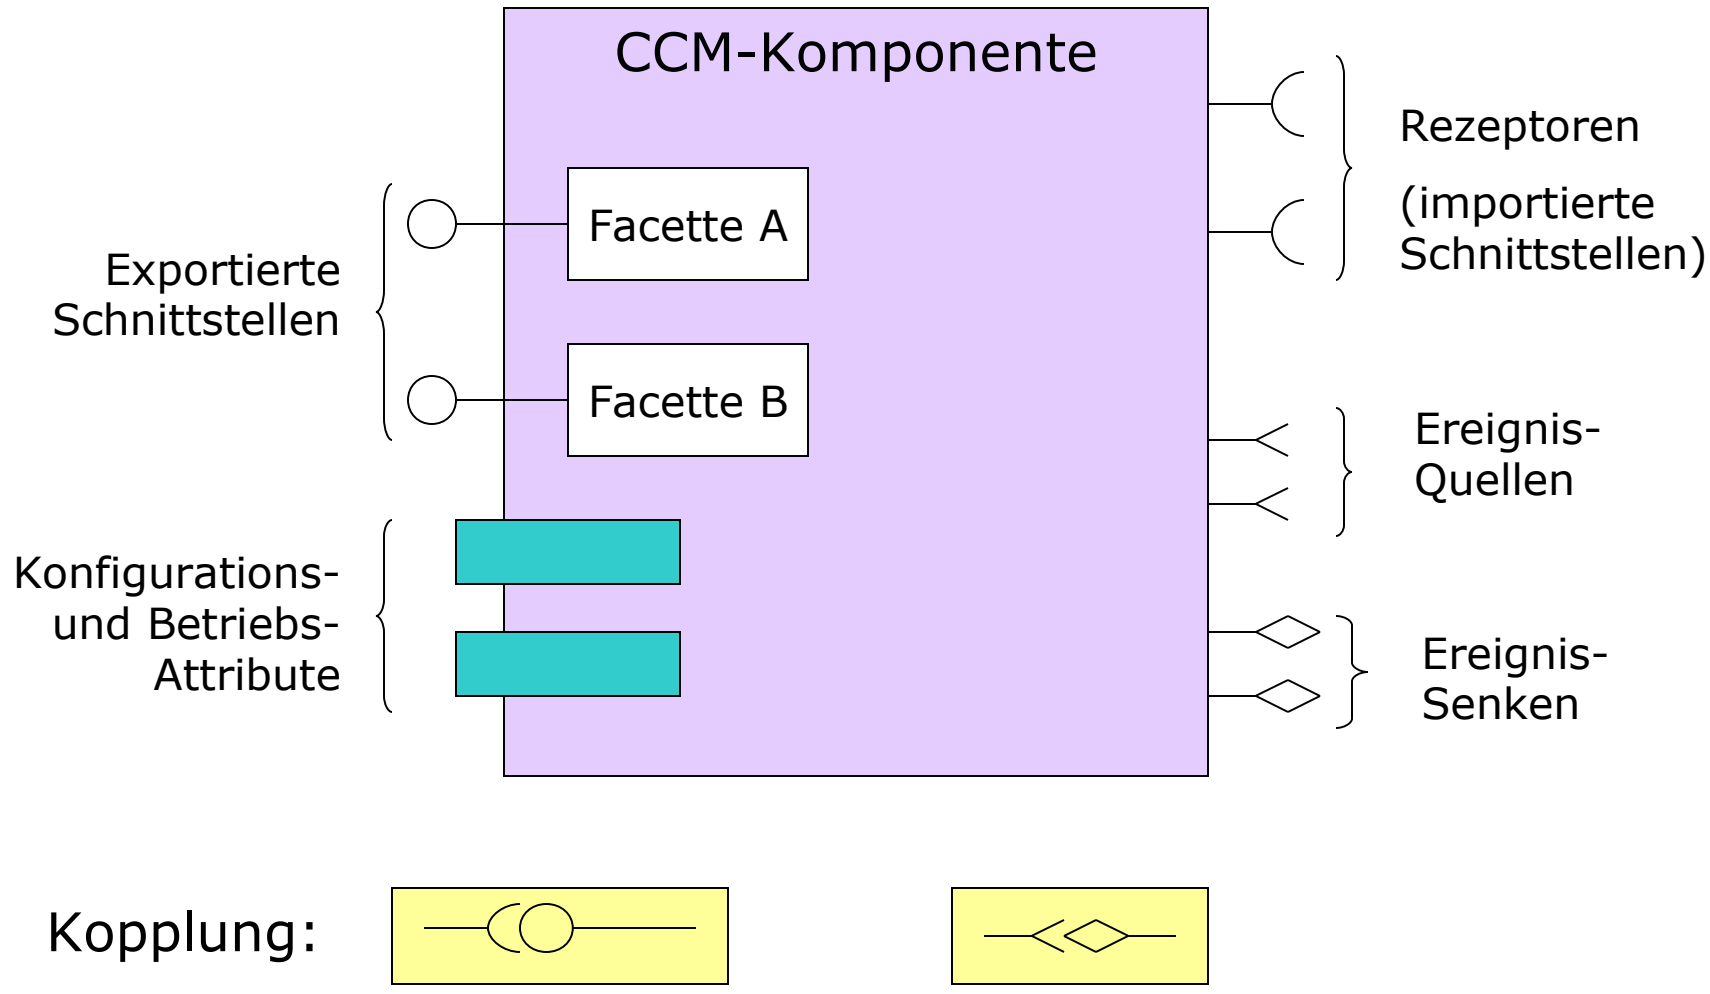 CCM-Komponente
Exportierte
Schnittstellen
Facette A
Facette B
Konfigurations-
und Betriebs-
Attribute
Rezeptoren
(importierte
Schnittstellen)
Ereignis-
Quellen
Ereignis-
Senken
Kopplung: